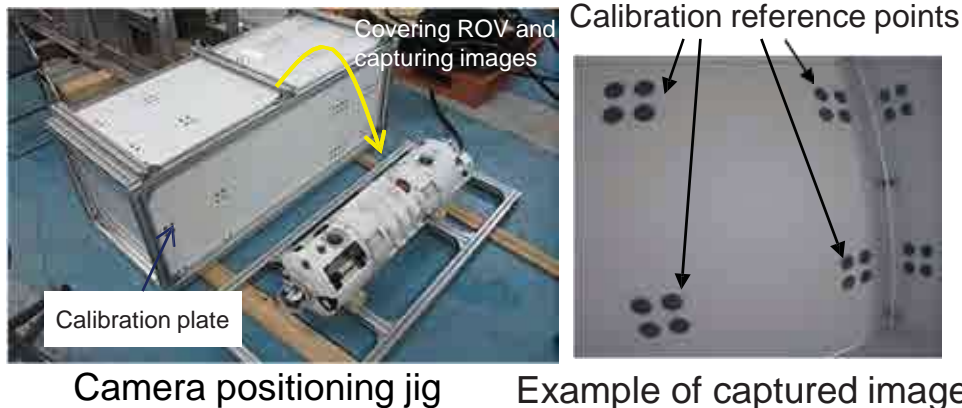 Calibration reference points
Covering ROV and
capturing images
Calibration plate
Camera positioning jig
Example of captured image